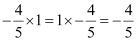 -4/5 × 1 = 1 × -4/5 = -4/5